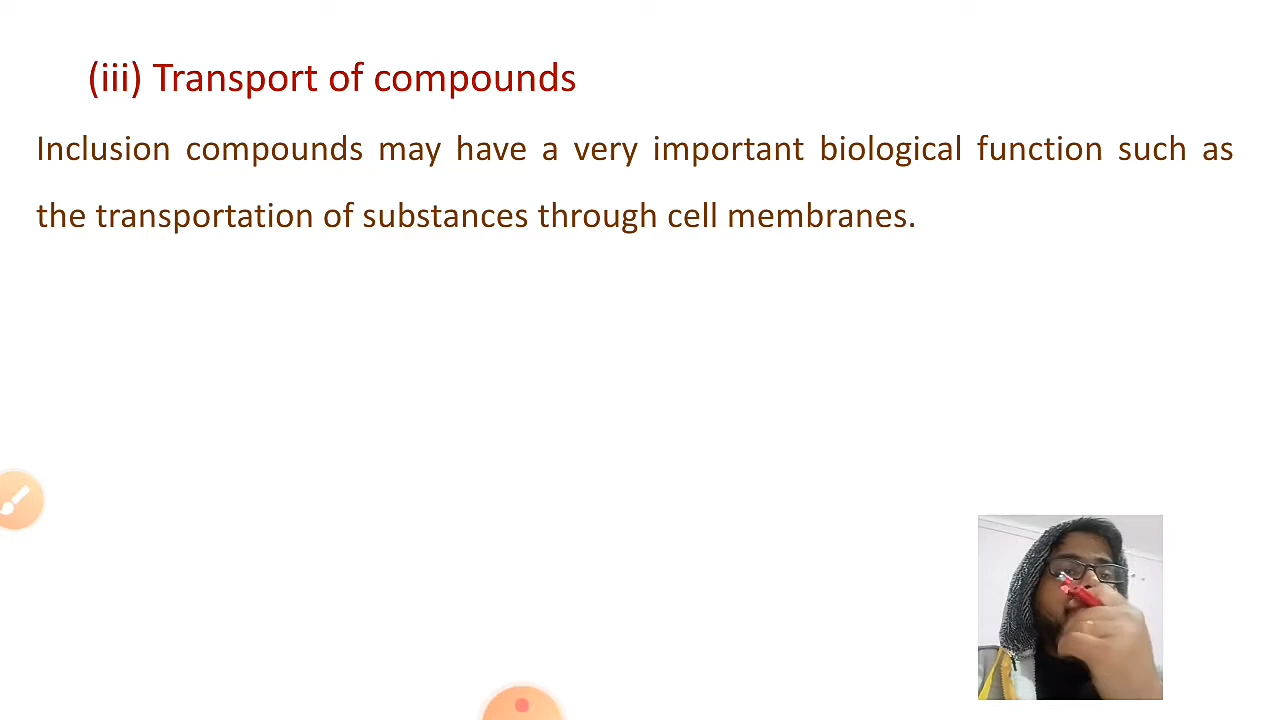 (iii) Transport of compounds
Inclusion compounds may have a very important biological function such as
the transportation of substances through cell membranes.